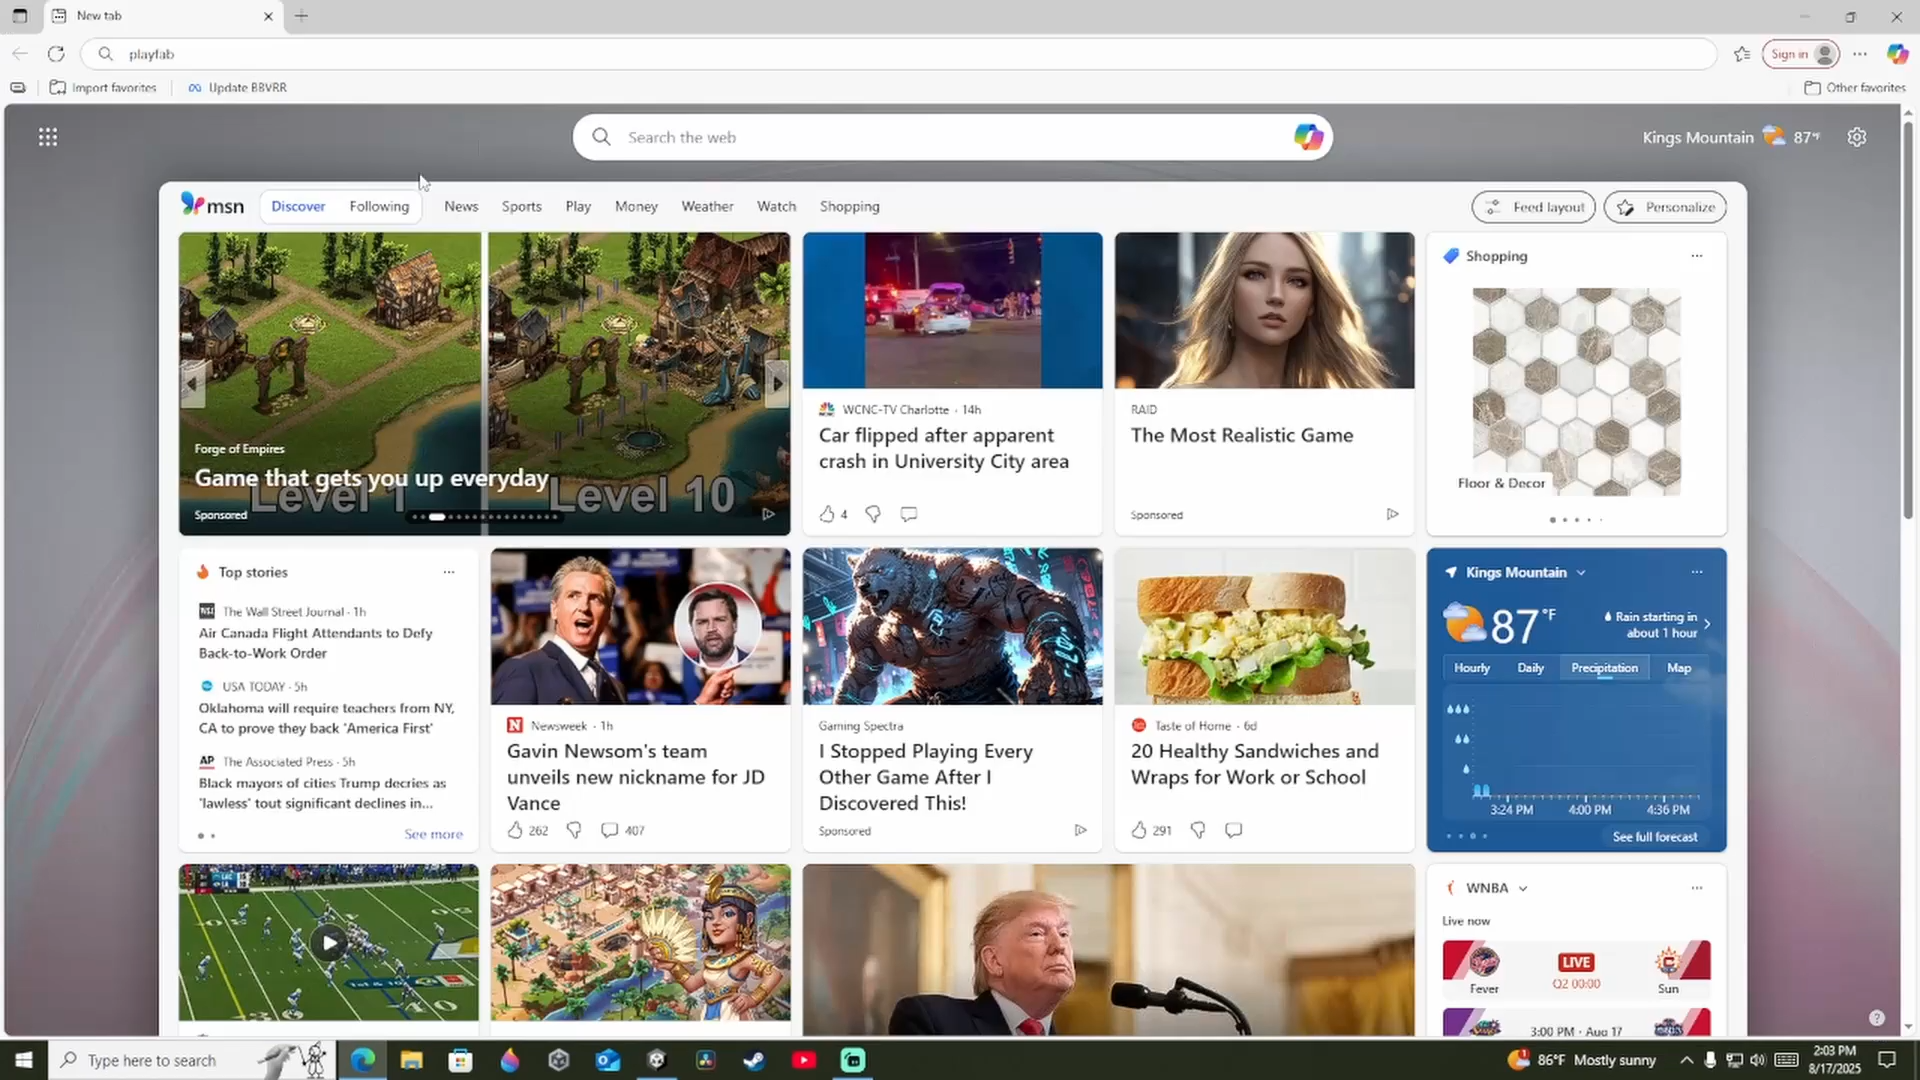 New tab
playfab
Sign in
Import favorites
Update BBVRR
Other favorites
Search the web
Kings Mountain 87°F
msn
Discover
Following
News
Sports
Play
Money
Weather
Watch
Shopping
Feed layout
Personalize
Forge of Empires
Game that gets you up everyday
Level 1
Level 10
Sponsored
WCNC-TV Charlotte · 14h
Car flipped after apparent
crash in University City area
4
RAID
The Most Realistic Game
Sponsored
Shopping
Floor & Decor
Top stories
The Wall Street Journal · 1h
Air Canada Flight Attendants to Defy
Back-to-Work Order
USA TODAY · 5h
Oklahoma will require teachers from NY,
CA to prove they back 'America First'
AP The Associated Press · 5h
Black mayors of cities Trump decries as
'lawless' tout significant declines in...
See more
Newsweek · 1h
Gavin Newsom's team
unveils new nickname for JD
Vance
262
407
Gaming Spectra
I Stopped Playing Every
Other Game After I
Discovered This!
Sponsored
Taste of Home · 6d
20 Healthy Sandwiches and
Wraps for Work or School
291
Kings Mountain
87°F
Rain starting in
about 1 hour
Hourly
Daily
Precipitation
Map
3:24 PM
4:00 PM
4:36 PM
See full forecast
WNBA
Live now
Fever
LIVE
Q2 00:00
Sun
3:00 PM · Aug 17
Type here to search
86°F Mostly sunny
2:03 PM
8/17/2025